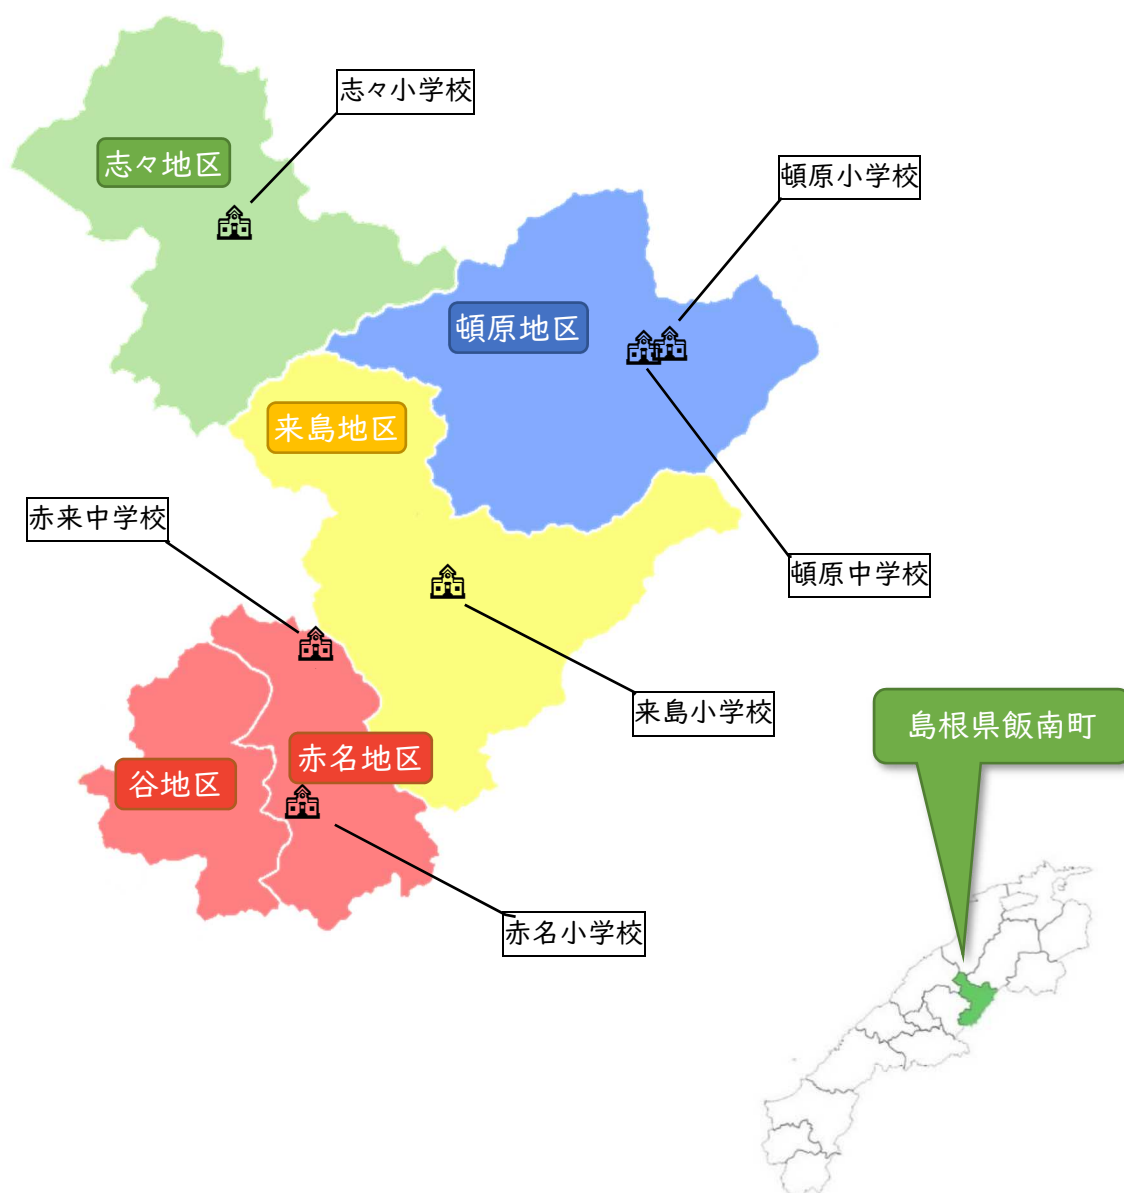 志々小学校
志々地区
頓原小学校
頓原地区
来島地区
赤来中学校
頓原中学校
来島小学校
島根県飯南町
赤名地区
谷地区
赤名小学校